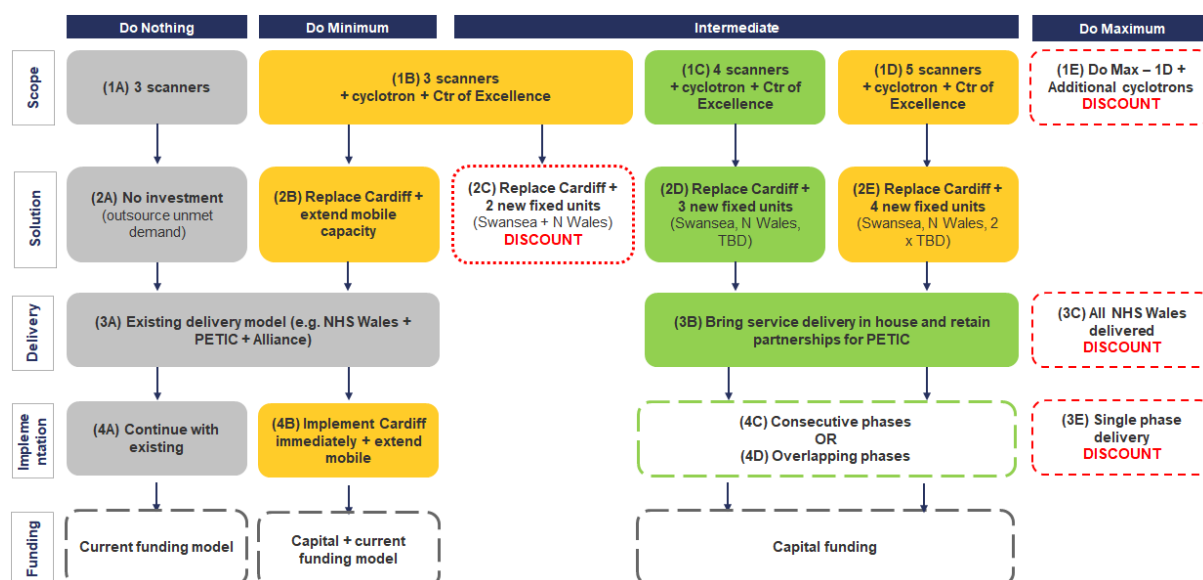 Do Nothing
Do Minimum
Intermediate
Do Maximum
Scope
(1A) 3 scanners
(1B) 3 scanners
+ cyclotron + Ctr of Excellence
(1C) 4 scanners
+ cyclotron + Ctr of
Excellence
(1D) 5 scanners
+ cyclotron + Ctr of
Excellence
(1E) Do Max – 1D +
Additional cyclotrons
DISCOUNT
Solution
(2A) No investment
(outsource unmet
demand)
(2B) Replace Cardiff +
extend mobile
capacity
(2C) Replace Cardiff +
2 new fixed units
(Swansea + N Wales)
DISCOUNT
(2D) Replace Cardiff +
3 new fixed units
(Swansea, N Wales,
TBD)
(2E) Replace Cardiff +
4 new fixed units
(Swansea, N Wales, 2
x TBD)
Delivery
(3A) Existing delivery model (e.g. NHS Wales +
PETIC + Alliance)
(3B) Bring service delivery in house and retain
partnerships for PETIC
(3C) All NHS Wales
delivered
DISCOUNT
Impleme
ntation
(4A) Continue with
existing
(4B) Implement Cardiff
immediately + extend
mobile
(4C) Consecutive phases
OR
(4D) Overlapping phases
(3E) Single phase
delivery
DISCOUNT
Funding
Current funding model
Capital + current
funding model
Capital funding